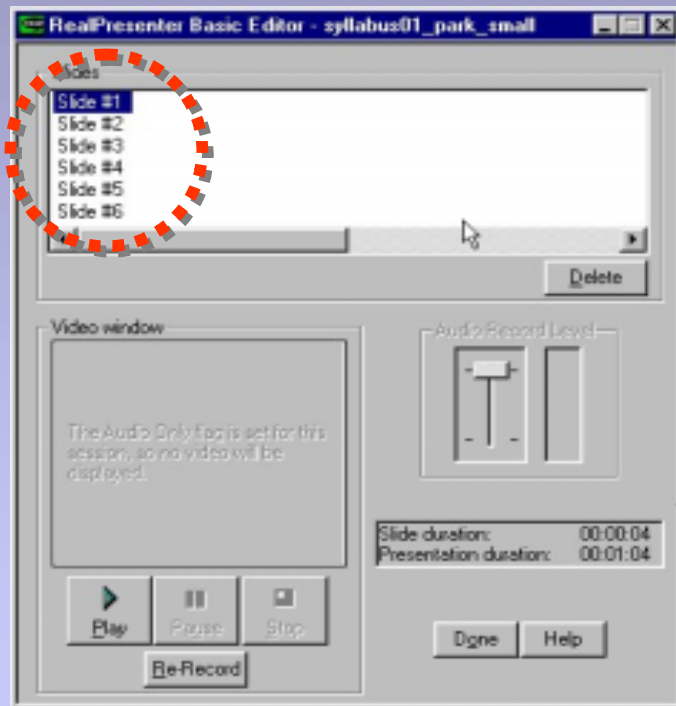 RealPresenter Basic Editor - syllabus01_park_small
Slides
Slide #1
Slide #2
Slide #3
Slide #4
Slide #5
Slide #6
Delete
Video window
Audio Record Level
The Audio Only flag is set for this
session, so no video will be
displayed.
Slide duration: 00:00:04
Presentation duration: 00:01:04
Play
Pause
Stop
Done
Help
Re-Record